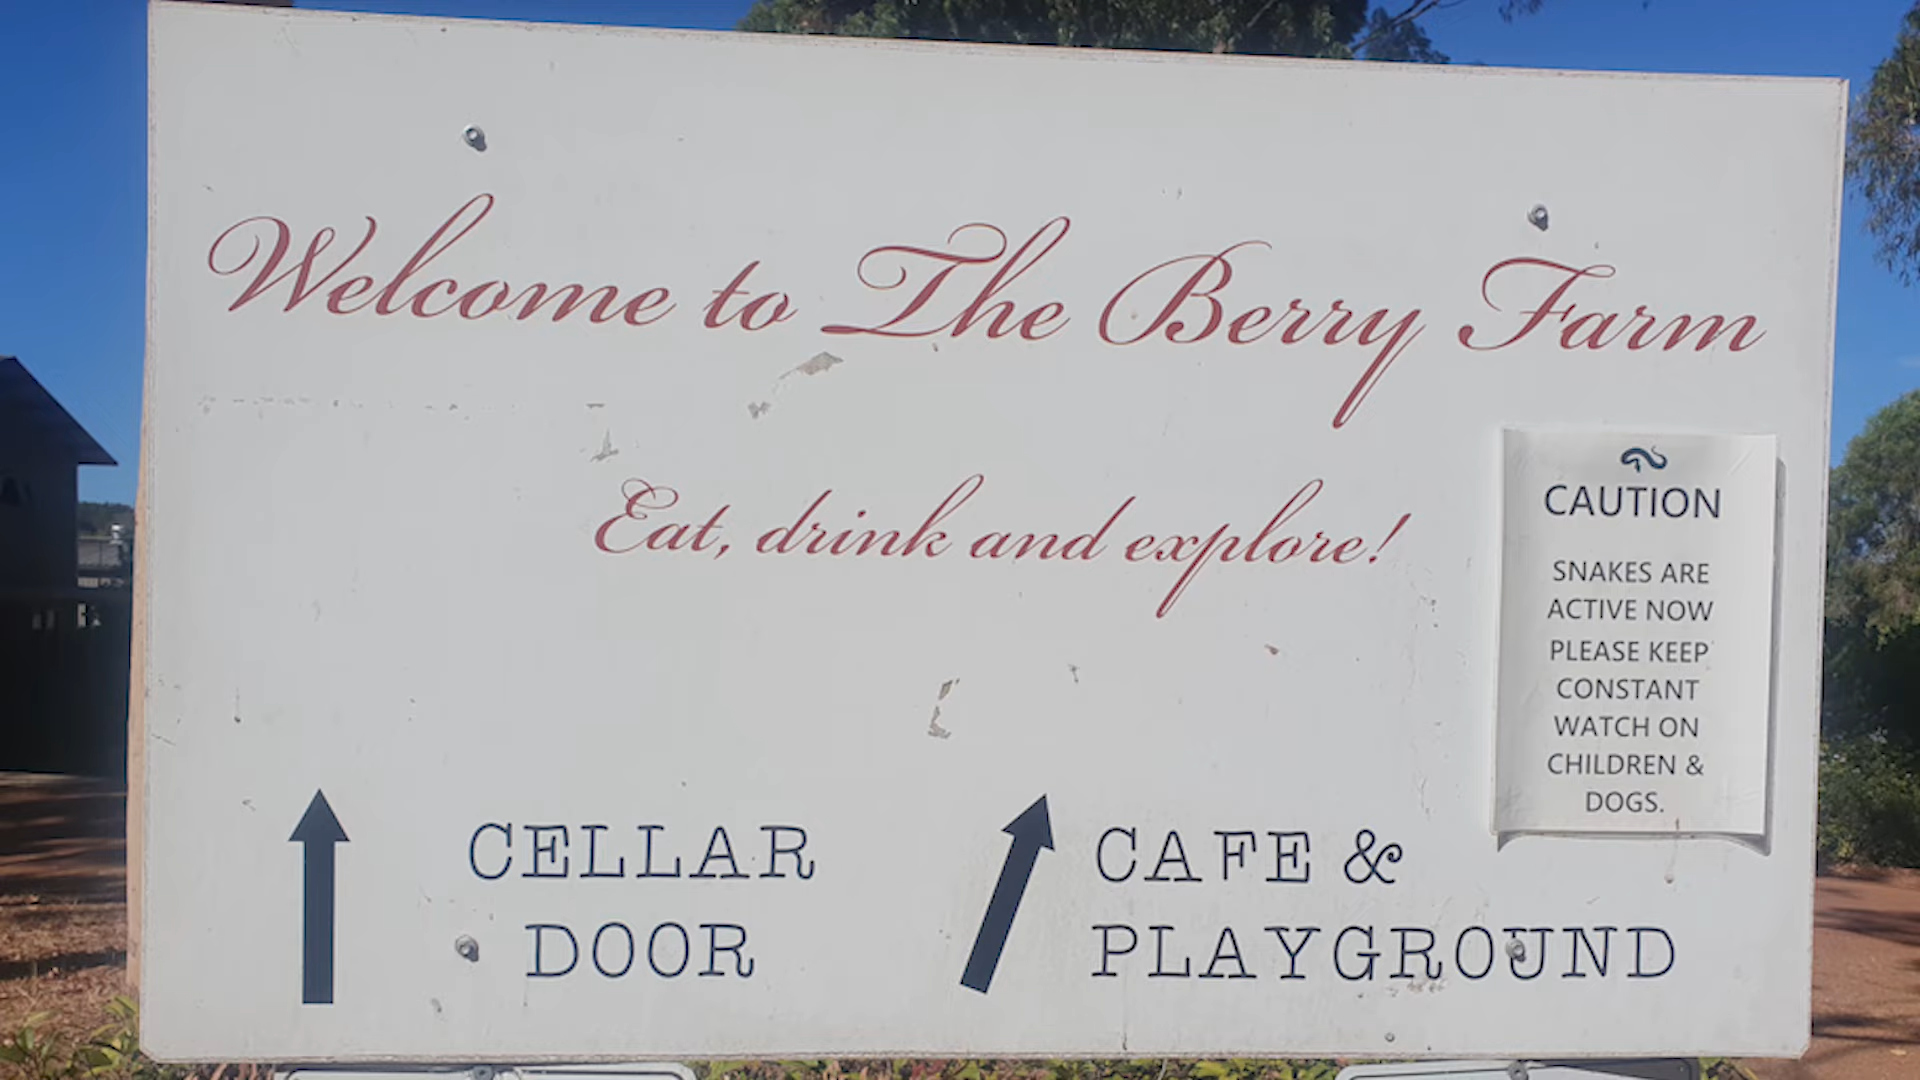 Welcome to The Berry Farm
Eat, drink and explore!
CAUTION
SNAKES ARE
ACTIVE NOW
PLEASE KEEP
CONSTANT
WATCH ON
CHILDREN &
DOGS.
CELLAR
DOOR
CAFE &
PLAYGROUND